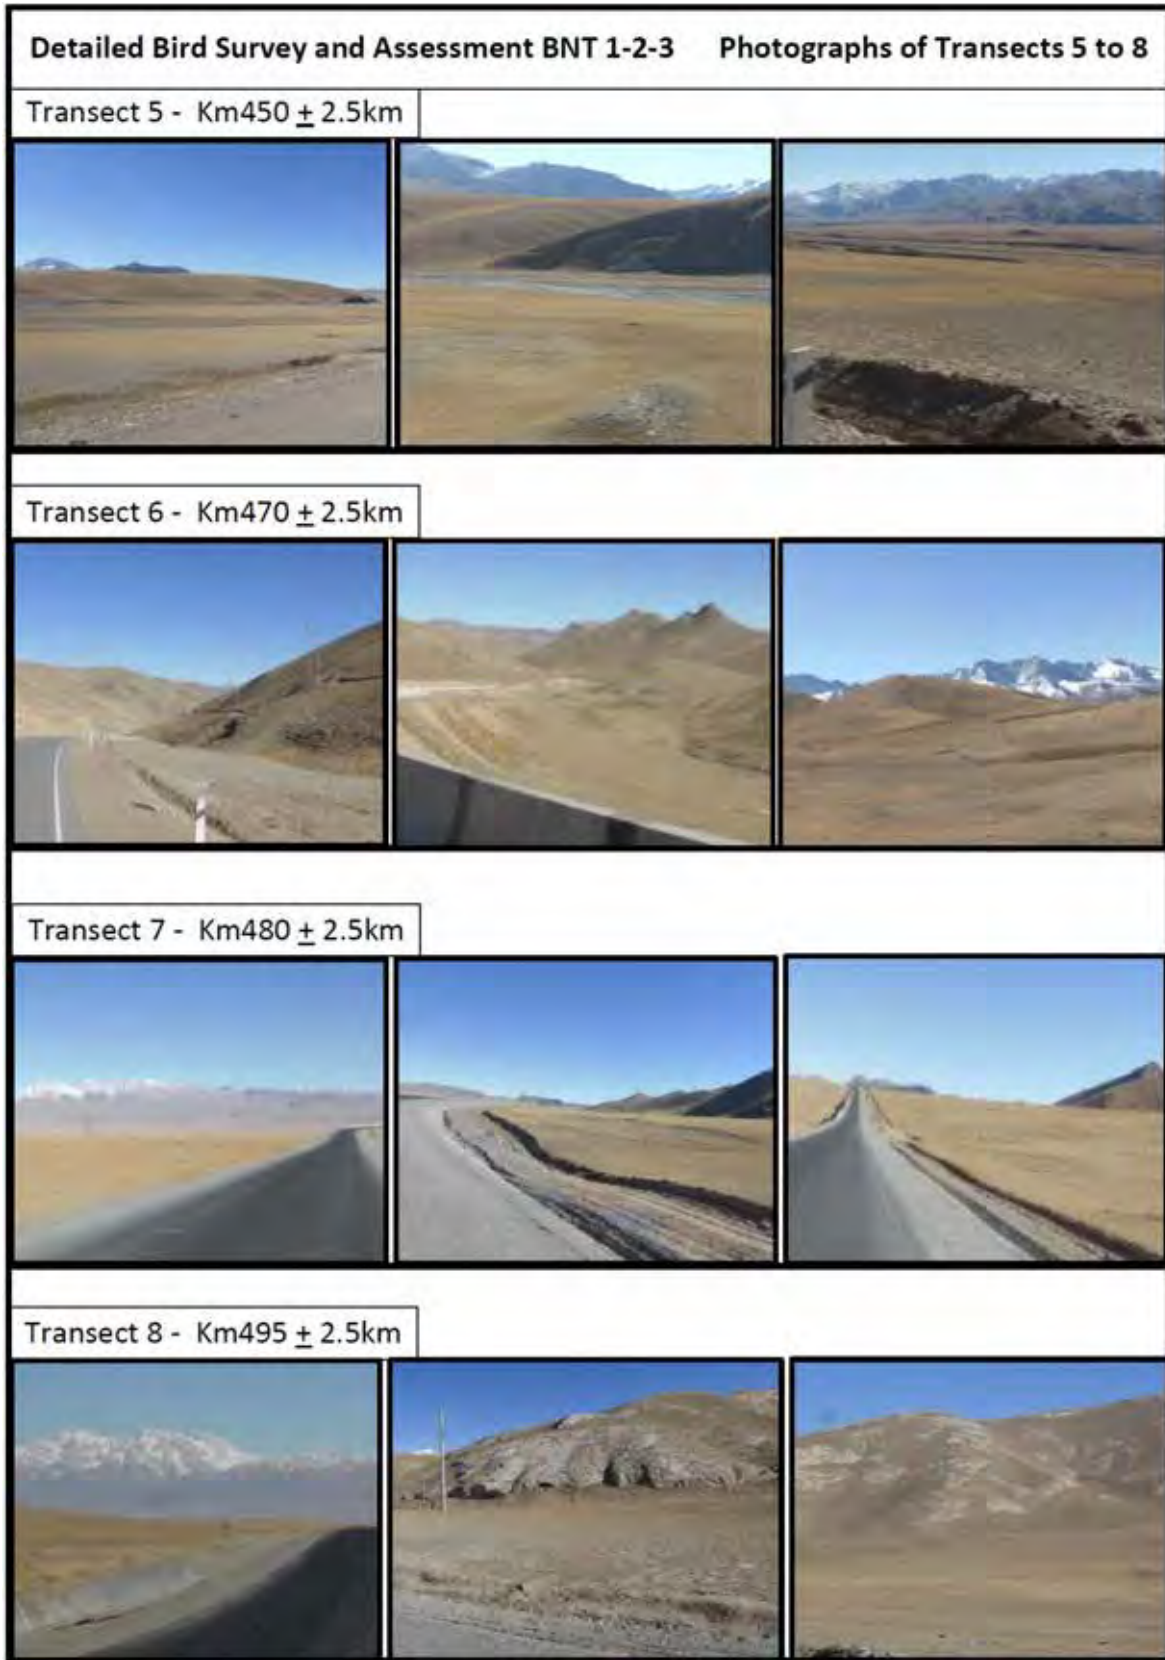 Detailed Bird Survey and Assessment BNT 1-2-3 Photographs of Transects 5 to 8
Transect 5 - Km450 ± 2.5km
Transect 6 - Km470 ± 2.5km
Transect 7 - Km480 ± 2.5km
Transect 8 - Km495 ± 2.5km